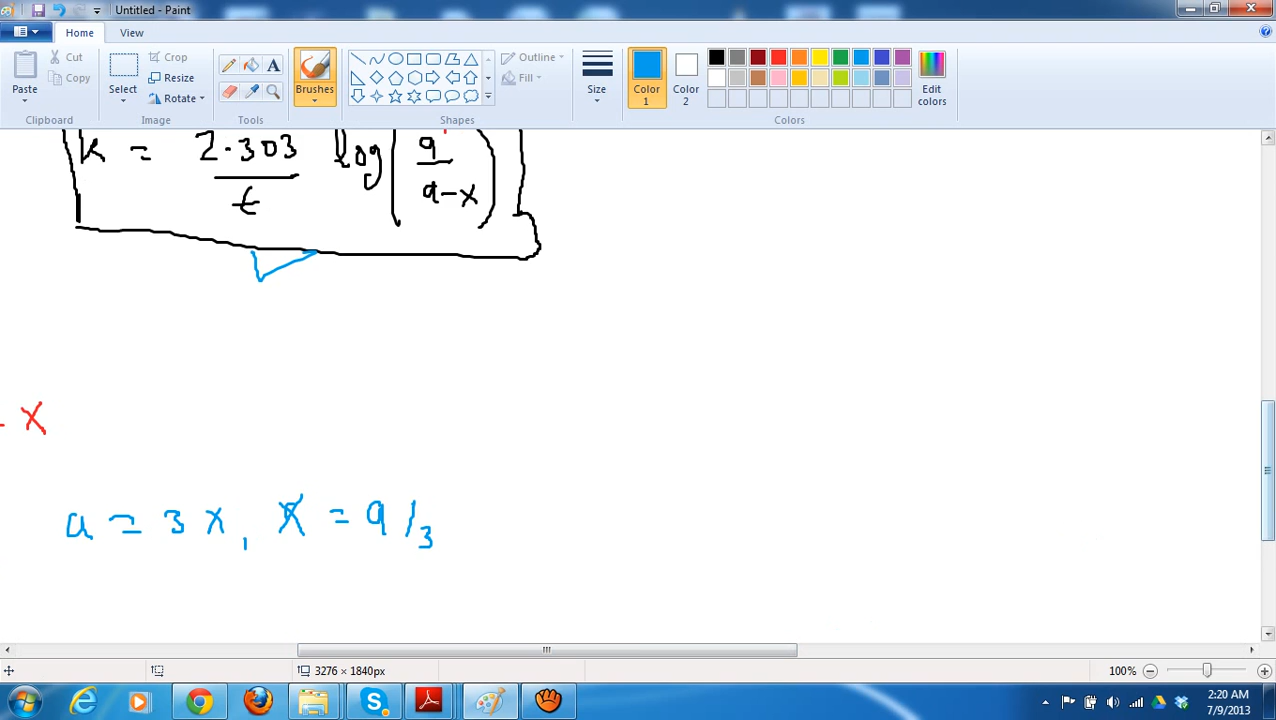 Untitled - Paint
Home View
Paste
Cut
Copy
Clipboard
Select
Crop
Resize
Rotate
Image
A
Tools
Brushes
Outline
Fill
Shapes
Size
Color 1
Color 2
Edit colors
Colors
k = 2.303 / t log ( a / a - x )
- x
a = 3x, x = a/3
3276 × 1840px
100%
2:20 AM
7/9/2013